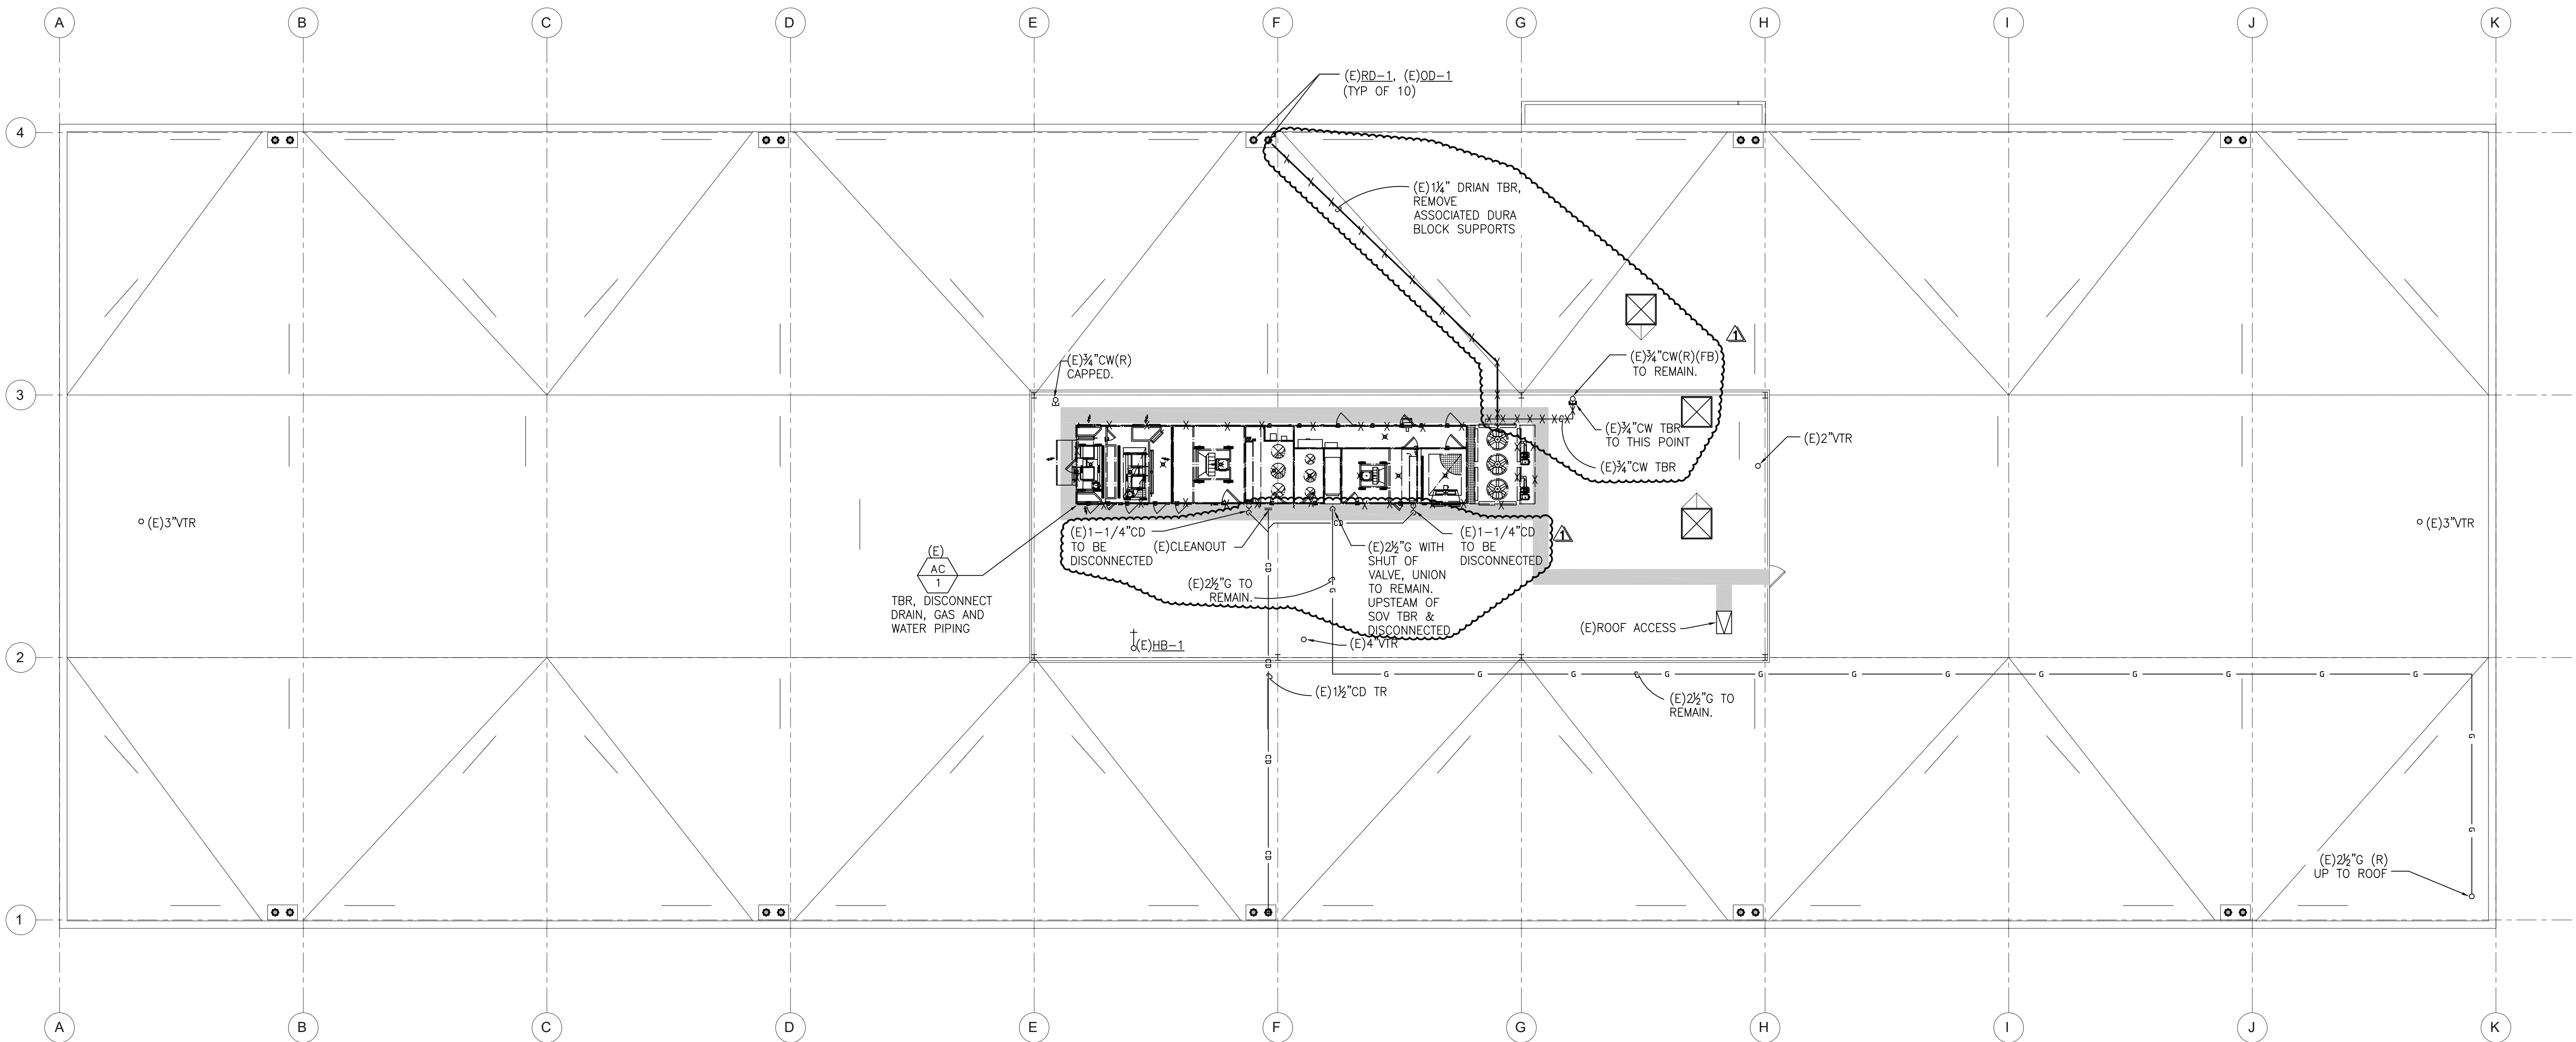 A B C D E F G H I J K
(E)RD-1, (E)OD-1
(TYP OF 10)
4
(E)1¼" DRIAN TBR,
REMOVE
ASSOCIATED DURA
BLOCK SUPPORTS
1
(E)¾"CW(R)
CAPPED.
(E)¾"CW(R)(FB)
TO REMAIN.
3
(E)¾"CW TBR
TO THIS POINT
(E)¾"CW TBR
(E)2"VTR
(E)3"VTR
(E)3"VTR
CD
(E)1-1/4"CD
TO BE
DISCONNECTED
(E)CLEANOUT
(E)2½"G WITH
SHUT OF
VALVE, UNION
TO REMAIN.
UPSTEAM OF
SOV TBR &
DISCONNECTED
(E)1-1/4"CD
TO BE
DISCONNECTED
1
(E)
AC
1
TBR, DISCONNECT
DRAIN, GAS AND
WATER PIPING
CD
G
(E)2½"G TO
REMAIN.
(E)HB-1
(E)4"VTR
(E)ROOF ACCESS
2
CD
(E)1½"CD TR
G G G G G G G G G G G G
(E)2½"G TO
REMAIN.
CD
G
CD
G
(E)2½"G (R)
UP TO ROOF
1
A B C D E F G H I J K